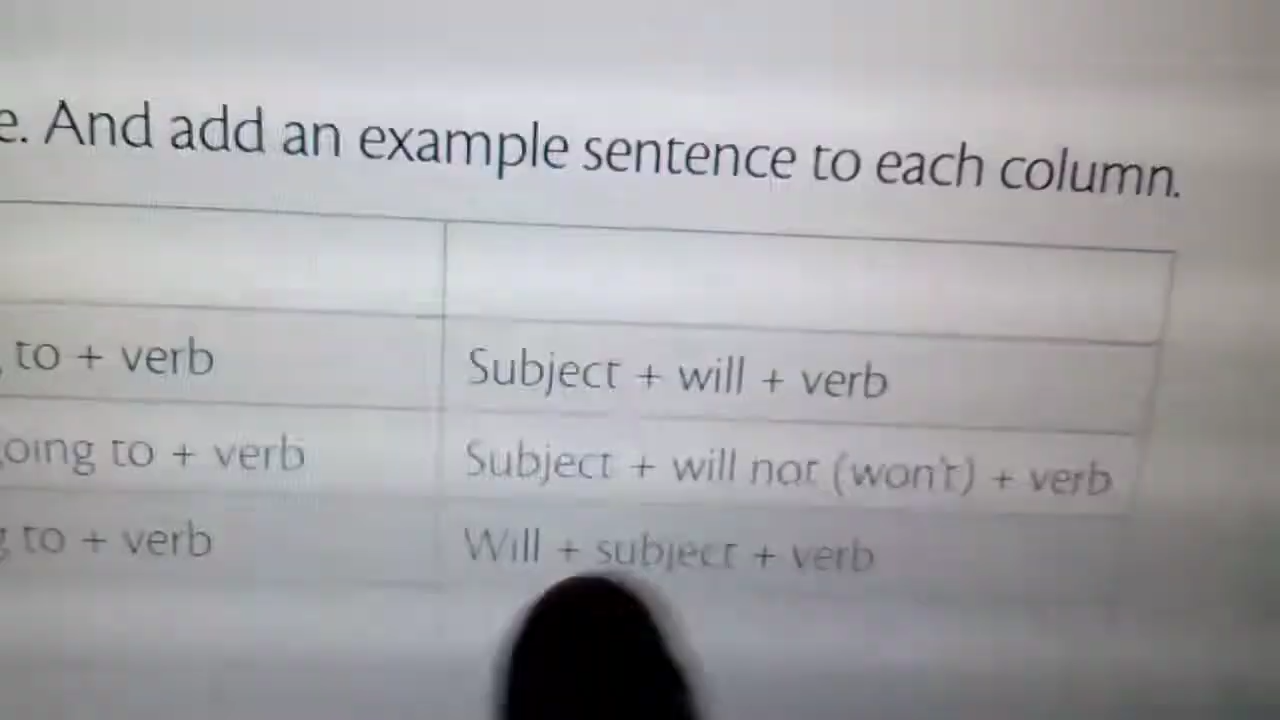 e. And add an example sentence to each column.
to + verb Subject + will + verb
oing to + verb Subject + will not (won't) + verb
g to + verb Will + subject + verb